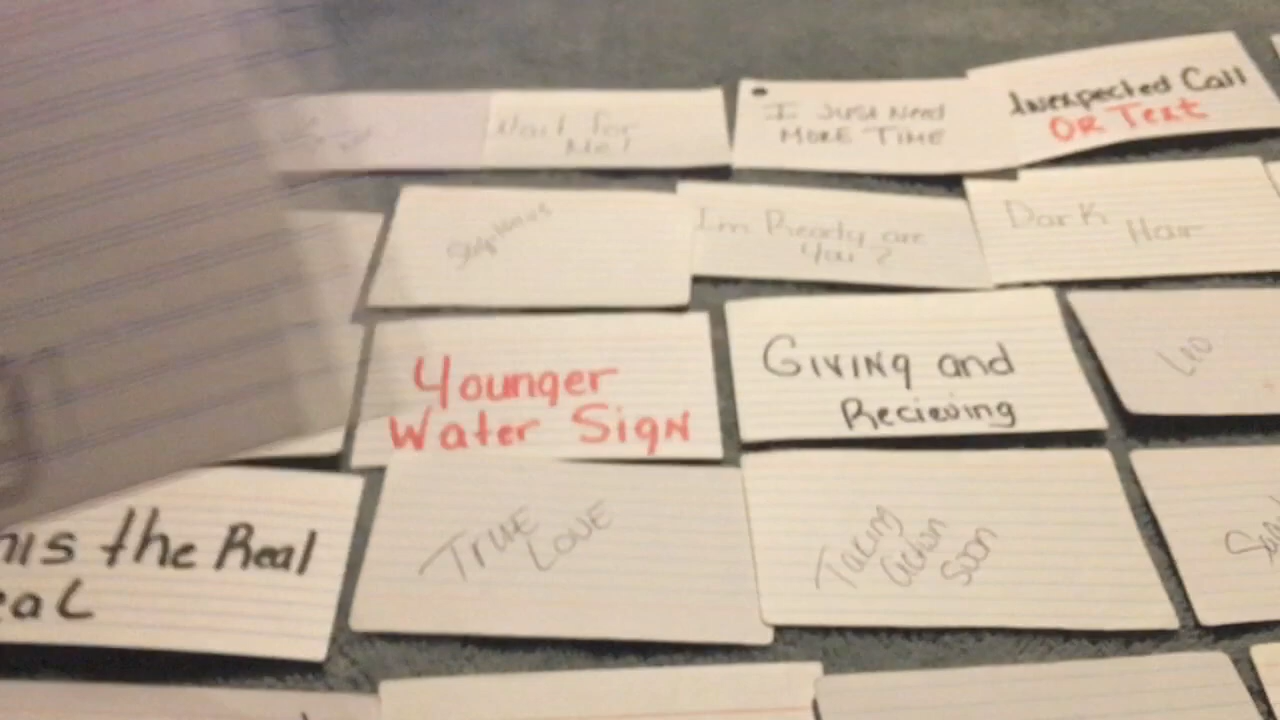 Wait for
Me!
I Just Need
MORE TIME
Unexpected Call
OR Text
I'm Ready are
You?
Dark Hair
Younger
Water Sign
GIVINg and
Recieving
Leo
his the Real
eaL
TRUE
LOVE
Taking
action
soon